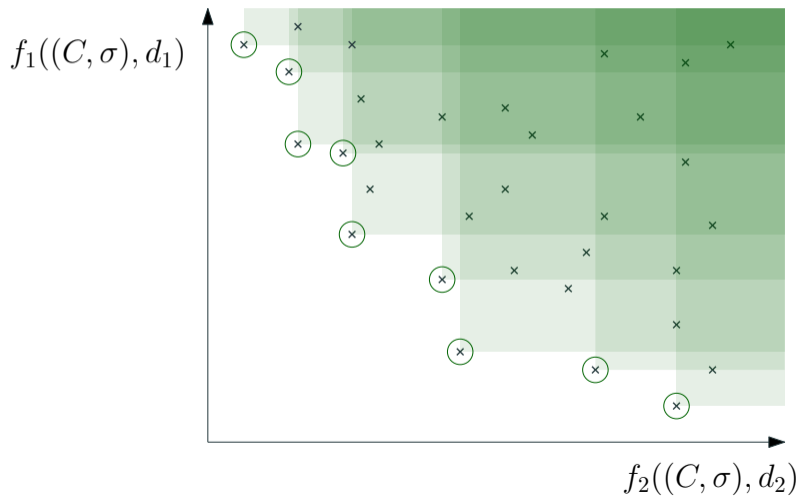 f₁((C, σ), d₁)
f₂((C, σ), d₂)